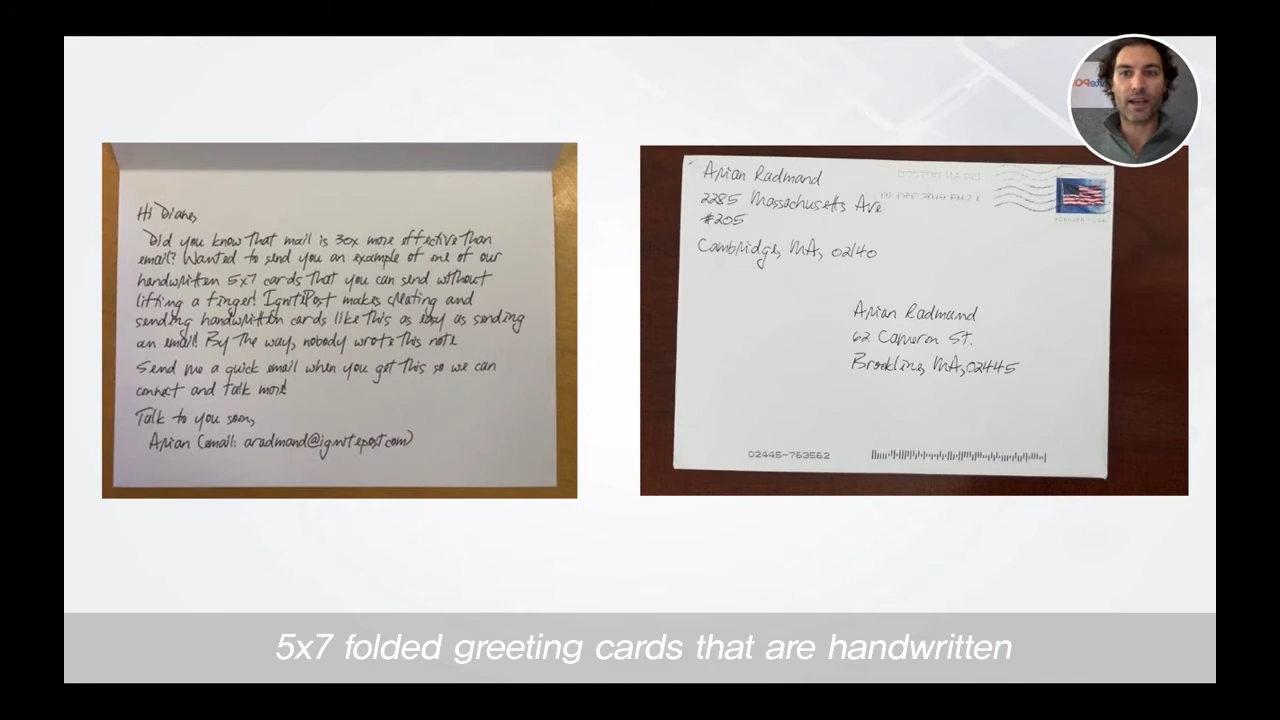 Hi Diane,
Did you know that mail is 30x more effective than
email? Wanted to send you an example of one of our
handwritten 5x7 cards that you can send without
lifting a finger! IgnitePost makes creating and
sending handwritten cards like this as easy as sending
an email! By the way, nobody wrote this note
Send me a quick email when you get this so we can
connect and talk more!
Talk to you soon,
Arian (email: aradmand@ignitepost.com)
Arian Radmand
2285 Massachusetts Ave
#205
Cambridge, MA, 02140
BOSTON MA
FOREVER USA
Arian Radmand
62 Cameron St.
Brookline, MA, 02445
02445-763562
5x7 folded greeting cards that are handwritten